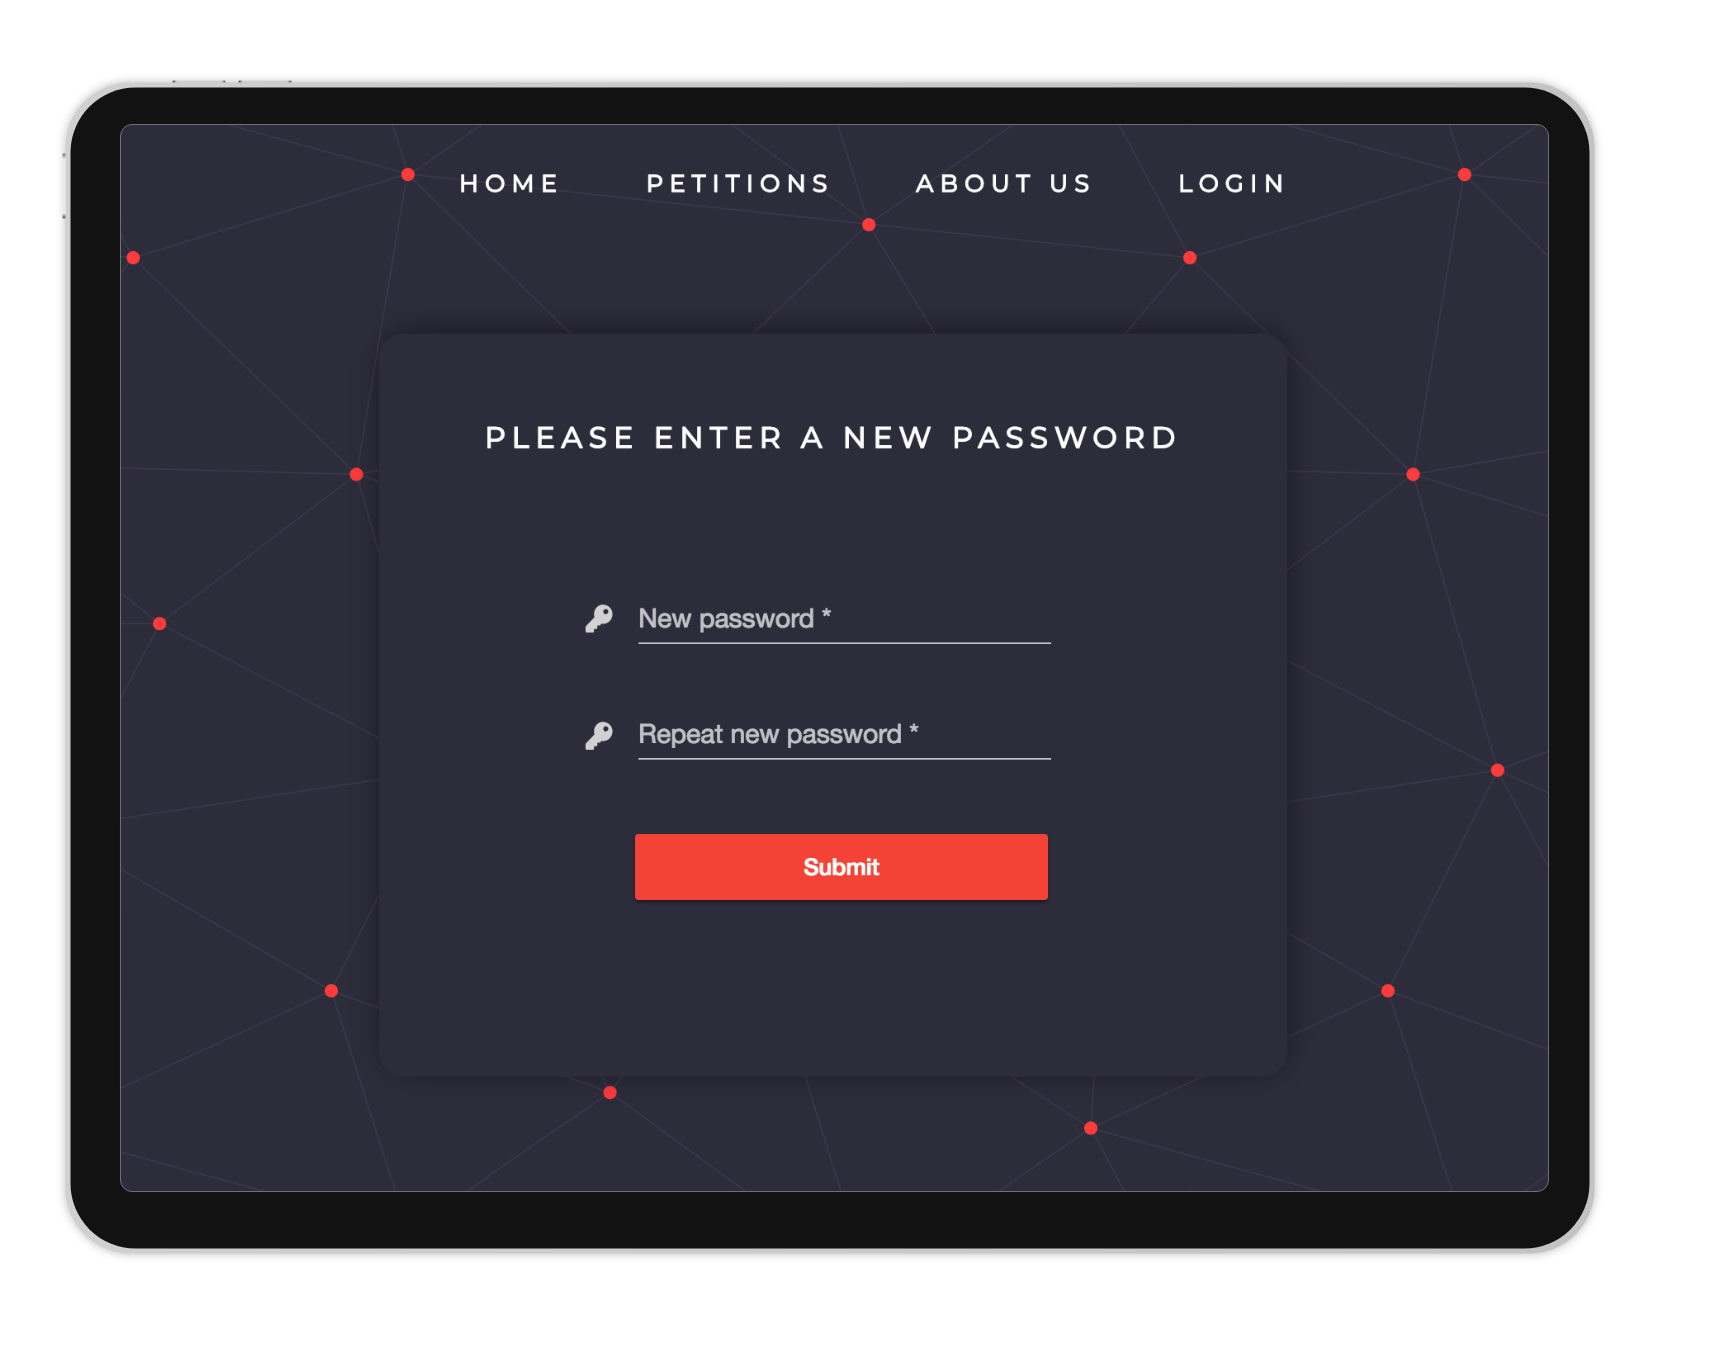 HOME PETITIONS ABOUT US LOGIN
PLEASE ENTER A NEW PASSWORD
New password *
Repeat new password *
Submit